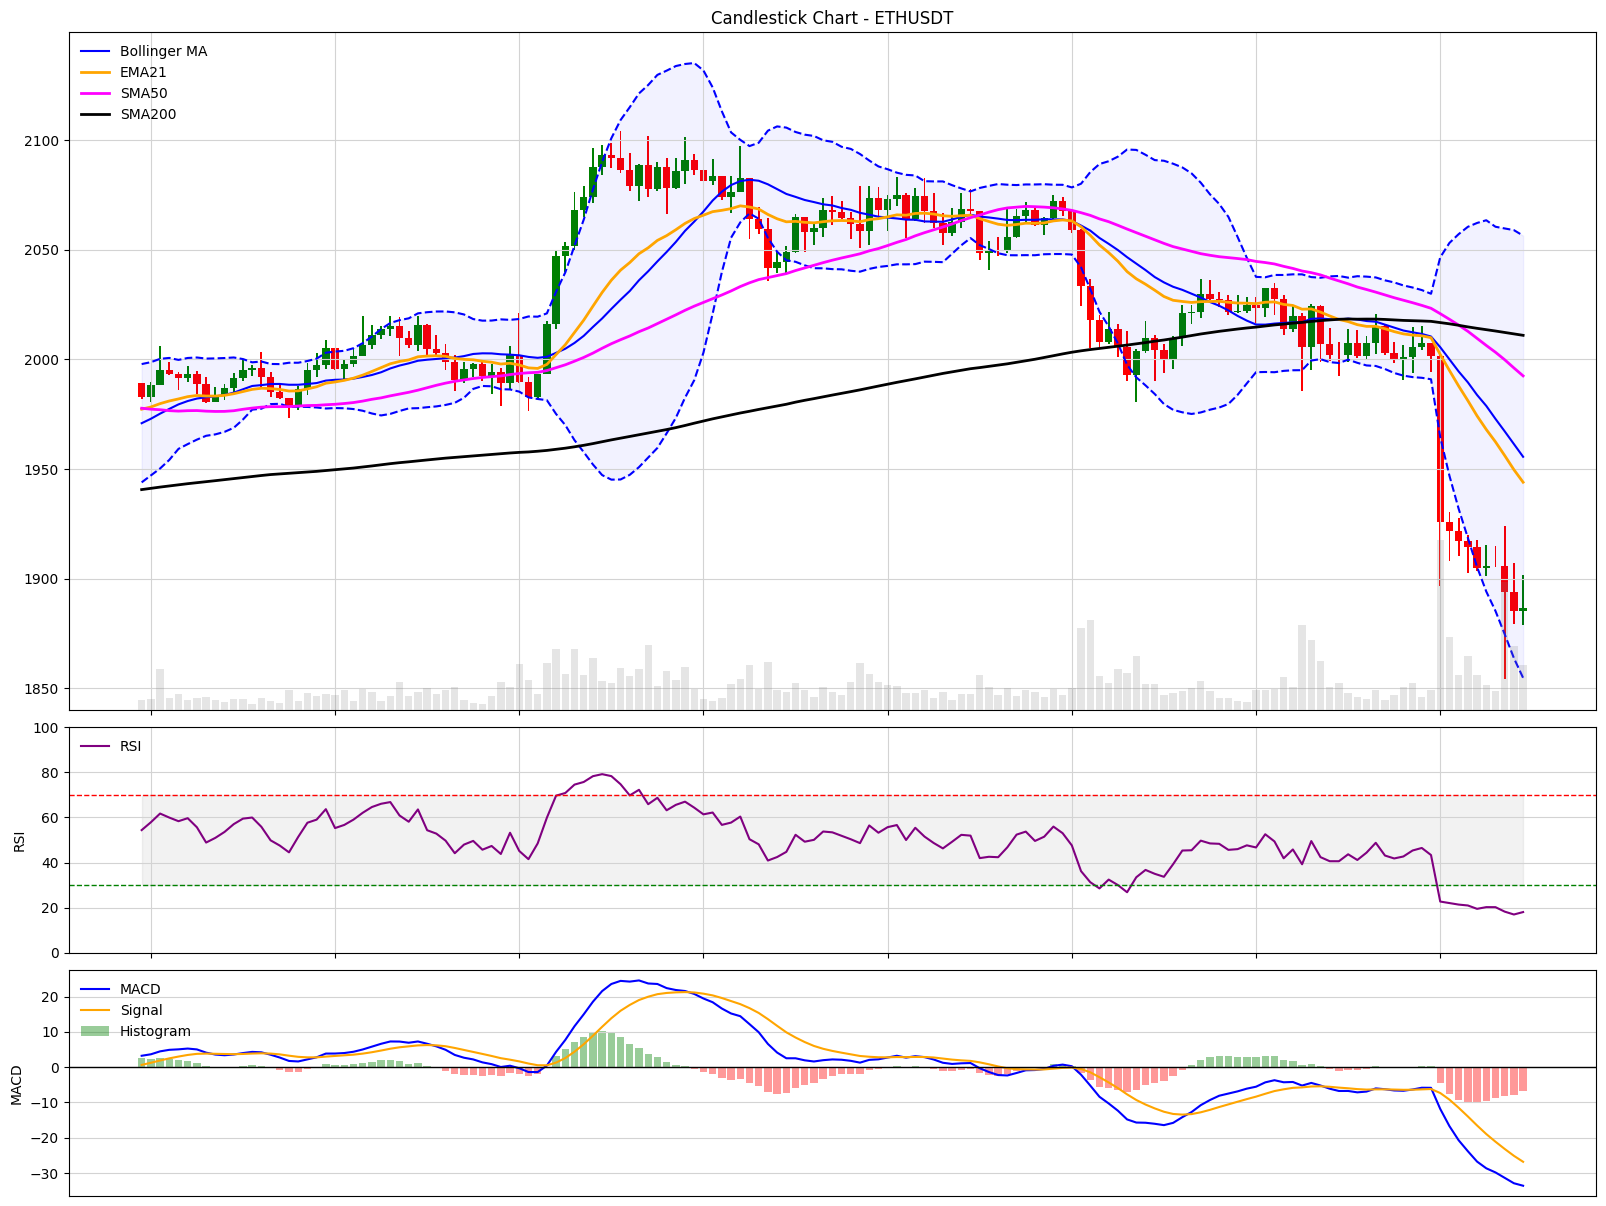 Candlestick Chart - ETHUSDT
Bollinger MA
EMA21
SMA50
SMA200
2100
2050
2000
1950
1900
1850
RSI
100
80
60
40
20
0
RSI
MACD
Signal
Histogram
20
10
0
−10
−20
−30
MACD